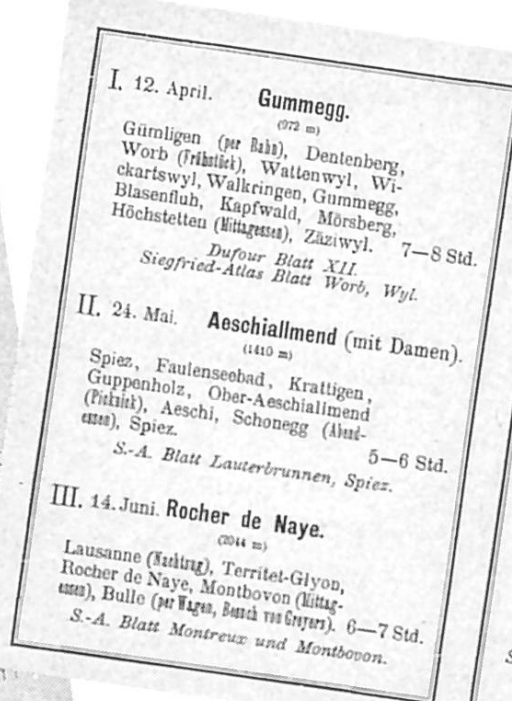 I. 12. April. Gummegg.
(972 m)
Gümligen (per Bahn), Dentenberg,
Worb (Frühstück), Wattenwyl, Wi-
ckartswyl, Walkringen, Gummegg,
Blasenfluh, Kapfwald, Mörsberg,
Höchstetten (Mittagessen), Zäziwyl. 7—8 Std.
Dufour Blatt XII.
Siegfried-Atlas Blatt Worb, Wyl.
II. 24. Mai. Aeschiallmend (mit Damen).
(1410 m)
Spiez, Faulenseebad, Krattigen,
Guppenholz, Ober-Aeschiallmend
(Picknick), Aeschi, Schonegg (Abend-
essen), Spiez. 5—6 Std.
S.-A. Blatt Lauterbrunnen, Spiez.
III. 14. Juni. Rocher de Naye.
(2044 m)
Lausanne (Nachtzug), Territet-Glyon,
Rocher de Naye, Montbovon (Mittag-
essen), Bulle (per Wagen, Besuch von Greyers). 6—7 Std.
S.-A. Blatt Montreux und Montbovon.